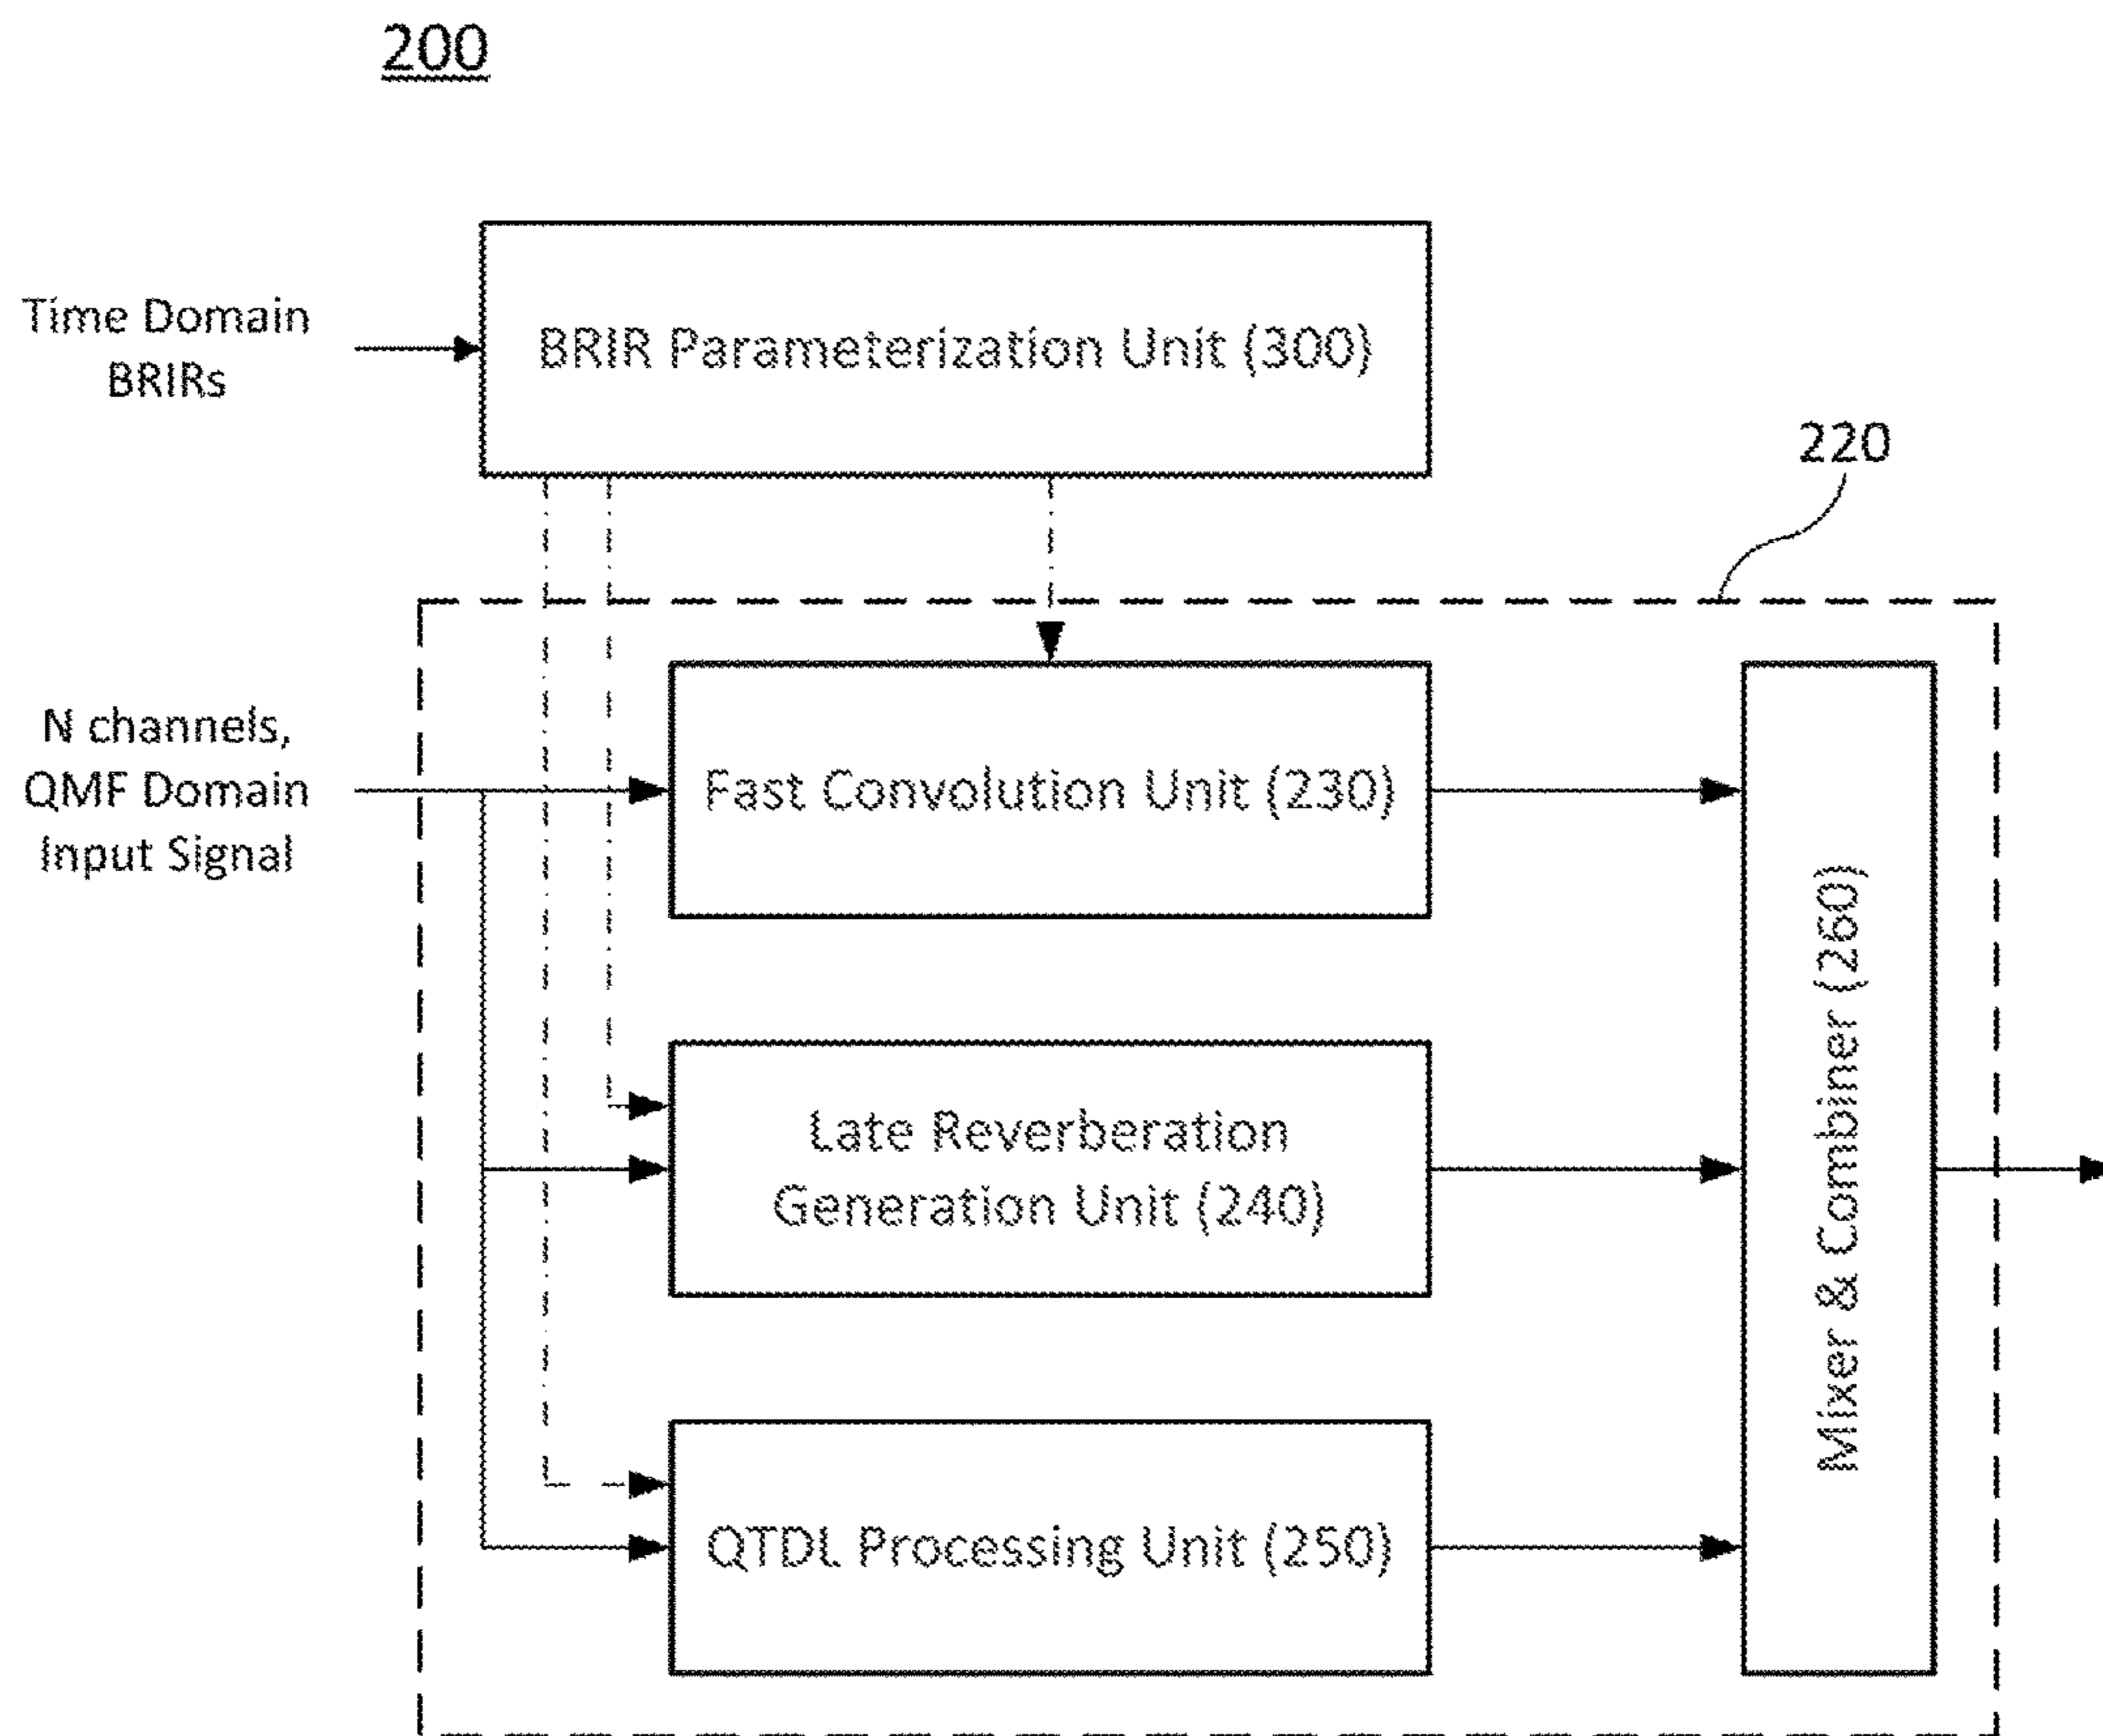 200
Time Domain
BRIRs
BRIR Parameterization Unit (300)
220
N channels,
QMF Domain
Input Signal
Fast Convolution Unit (230)
Late Reverberation
Generation Unit (240)
QTDL Processing Unit (250)
Mixer & Combiner (260)